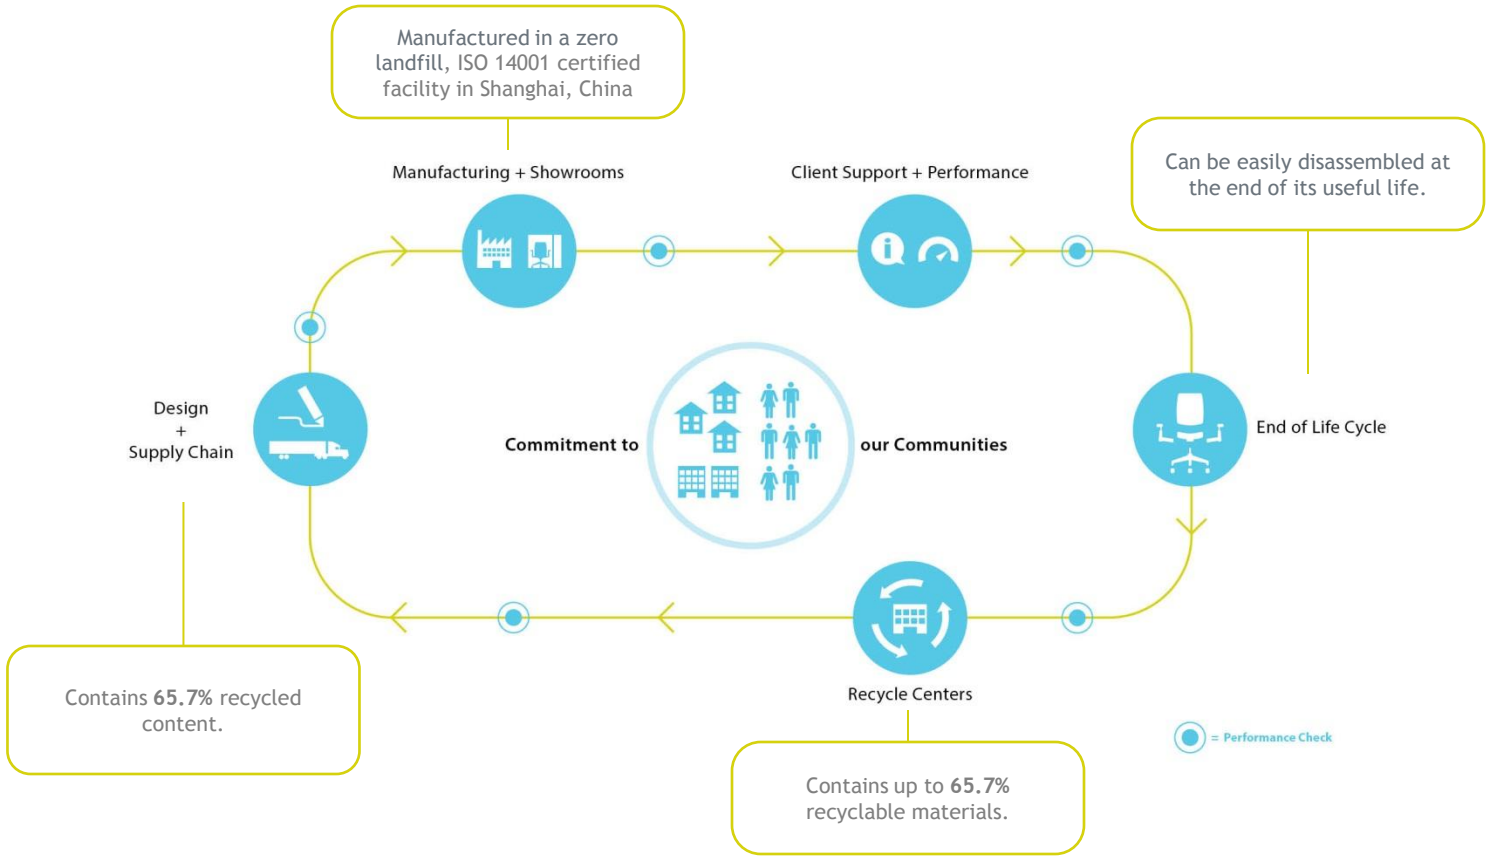 Manufactured in a zero
landfill, ISO 14001 certified
facility in Shanghai, China
Can be easily disassembled at
the end of its useful life.
Manufacturing + Showrooms
Client Support + Performance
Design
+
Supply Chain
Commitment to
our Communities
End of Life Cycle
Recycle Centers
Contains 65.7% recycled
content.
= Performance Check
Contains up to 65.7%
recyclable materials.